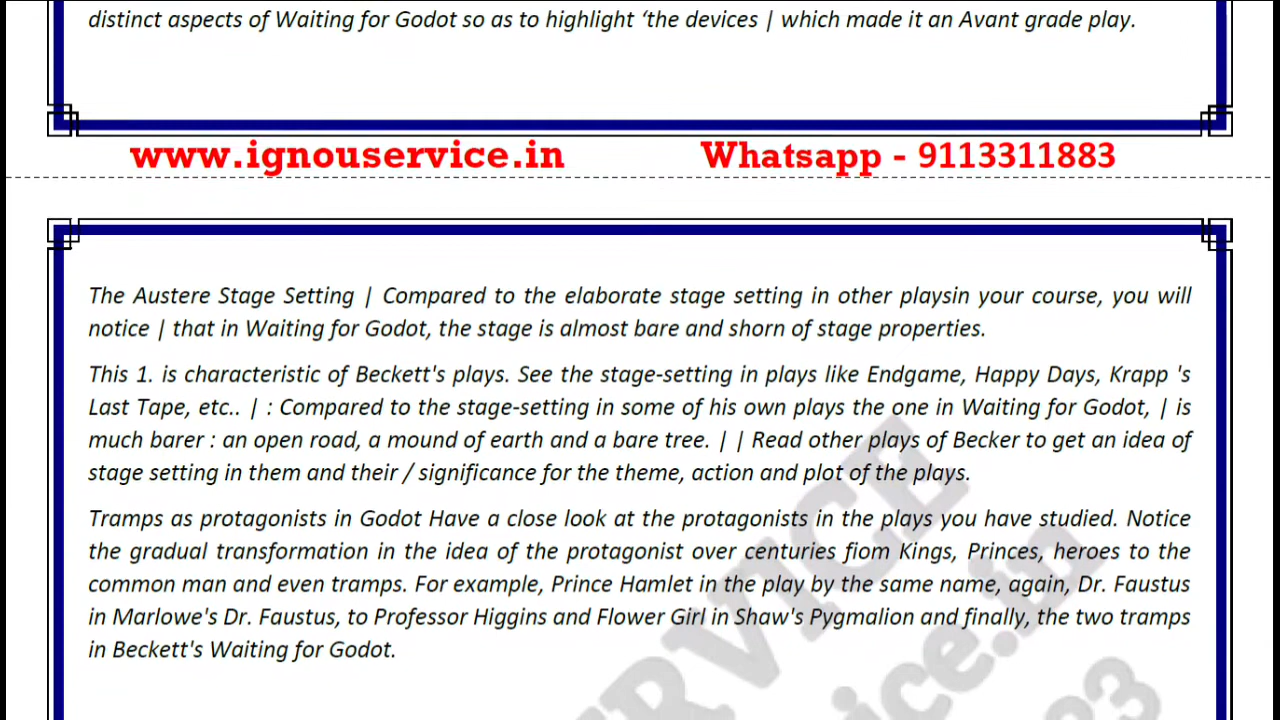 distinct aspects of Waiting for Godot so as to highlight ‘the devices | which made it an Avant grade play.
www.ignouservice.in Whatsapp - 9113311883
The Austere Stage Setting | Compared to the elaborate stage setting in other playsin your course, you will
notice | that in Waiting for Godot, the stage is almost bare and shorn of stage properties.
This 1. is characteristic of Beckett's plays. See the stage-setting in plays like Endgame, Happy Days, Krapp 's
Last Tape, etc.. | : Compared to the stage-setting in some of his own plays the one in Waiting for Godot, | is
much barer : an open road, a mound of earth and a bare tree. | | Read other plays of Becker to get an idea of
stage setting in them and their / significance for the theme, action and plot of the plays.
Tramps as protagonists in Godot Have a close look at the protagonists in the plays you have studied. Notice
the gradual transformation in the idea of the protagonist over centuries fiom Kings, Princes, heroes to the
common man and even tramps. For example, Prince Hamlet in the play by the same name, again, Dr. Faustus
in Marlowe's Dr. Faustus, to Professor Higgins and Flower Girl in Shaw's Pygmalion and finally, the two tramps
in Beckett's Waiting for Godot.